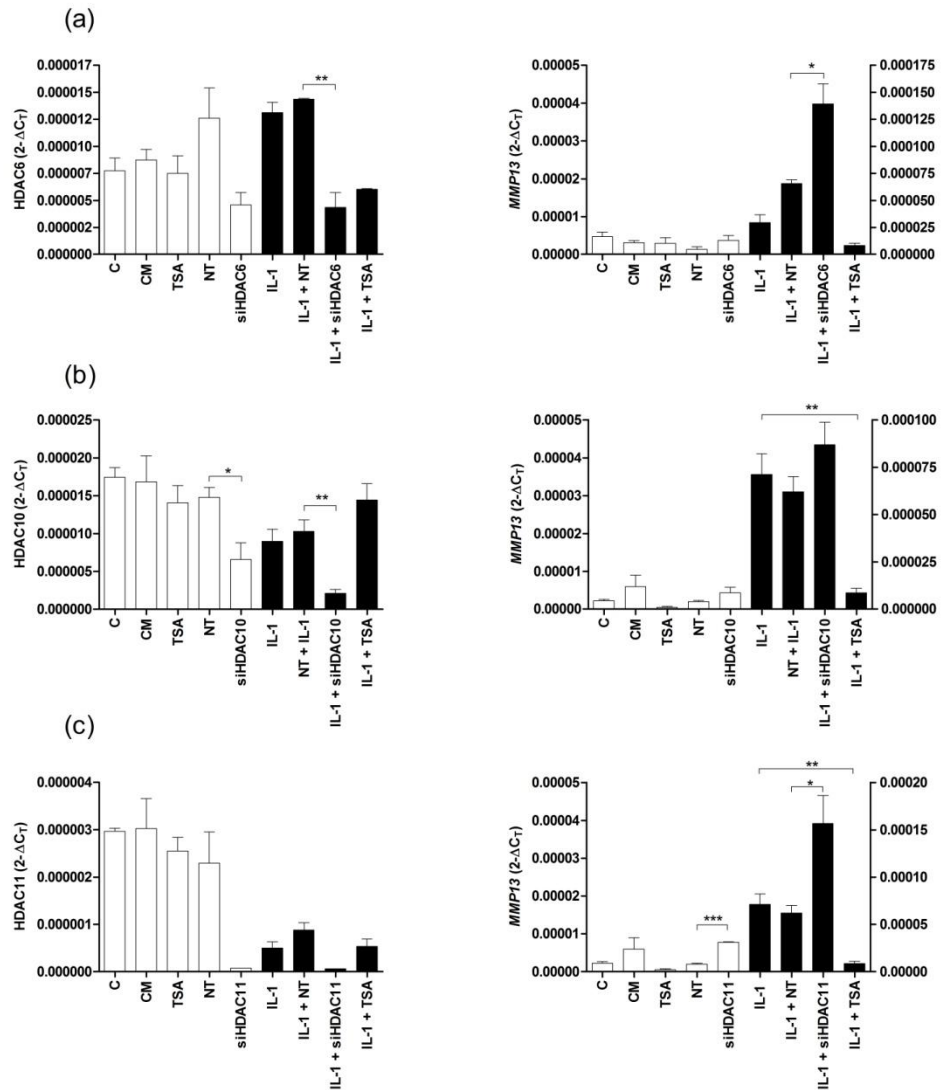 (a)
HDAC6 (2-ΔCT)
0.000017
0.000015
0.000012
0.000010
0.000007
0.000005
0.000002
0.000000
**
C
CM
TSA
NT
siHDAC6
IL-1
IL-1 + NT
IL-1 + siHDAC6
IL-1 + TSA
MMP13 (2-ΔCT)
0.00005
0.00004
0.00003
0.00002
0.00001
0.00000
*
0.000175
0.000150
0.000125
0.000100
0.000075
0.000050
0.000025
0.000000
C
CM
TSA
NT
siHDAC6
IL-1
IL-1 + NT
IL-1 + siHDAC6
IL-1 + TSA
(b)
HDAC10 (2-ΔCT)
0.000025
0.000020
0.000015
0.000010
0.000005
0.000000
*
**
C
CM
TSA
NT
siHDAC10
IL-1
NT + IL-1
IL-1 + siHDAC10
IL-1 + TSA
MMP13 (2-ΔCT)
0.00005
0.00004
0.00003
0.00002
0.00001
0.00000
**
0.000100
0.000075
0.000050
0.000025
0.000000
C
CM
TSA
NT
siHDAC10
IL-1
NT + IL-1
IL-1 + siHDAC10
IL-1 + TSA
(c)
HDAC11 (2-ΔCT)
0.000004
0.000003
0.000002
0.000001
0.000000
C
CM
TSA
NT
siHDAC11
IL-1
IL-1 + NT
IL-1 + siHDAC11
IL-1 + TSA
MMP13 (2-ΔCT)
0.00005
0.00004
0.00003
0.00002
0.00001
0.00000
**
*
***
0.00020
0.00015
0.00010
0.00005
0.00000
C
CM
TSA
NT
siHDAC11
IL-1
IL-1 + NT
IL-1 + siHDAC11
IL-1 + TSA